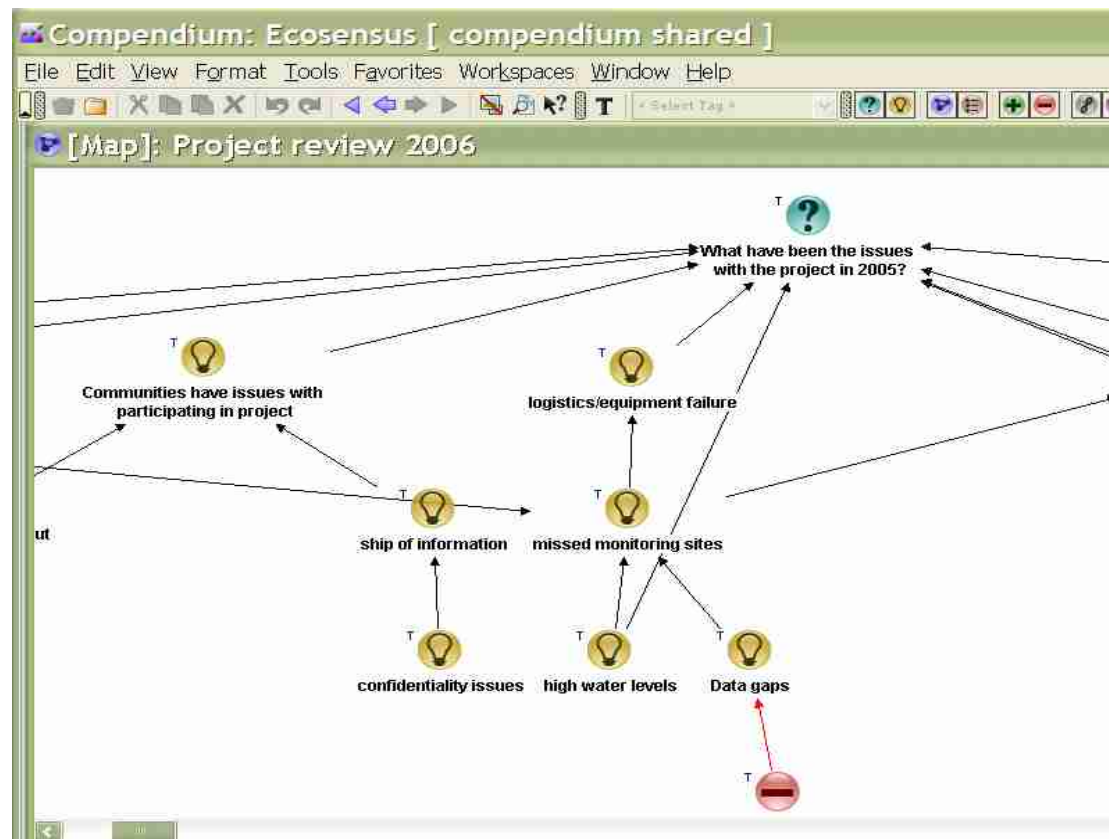 Compendium: Ecosensus [ compendium shared ]
File Edit View Format Tools Favorites Workspaces Window Help
T < Select Tag >
[Map]: Project review 2006
T
What have been the issues
with the project in 2005?
T
T
Communities have issues with
participating in project
logistics/equipment failure
T
T
ut
ship of information
missed monitoring sites
T
T
T
confidentiality issues
high water levels
Data gaps
T